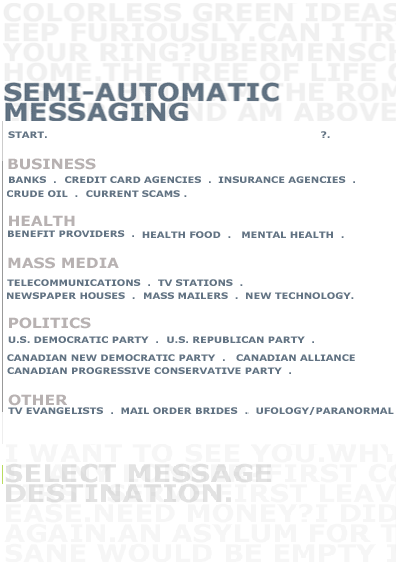 COLORLESS GREEN IDEAS
ED FURIOUSLY.CAN I TR
YOUR RING?UBERMENSCH
HOME.THE TREE OF LIFE
SEMI-AUTOMATIC THE ROM
MESSAGING ND AM ABOVE
START. ?.
BUSINESS
BANKS . CREDIT CARD AGENCIES . INSURANCE AGENCIES .
CRUDE OIL . CURRENT SCAMS .
HEALTH
BENEFIT PROVIDERS . HEALTH FOOD . MENTAL HEALTH .
MASS MEDIA
TELECOMMUNICATIONS . TV STATIONS .
NEWSPAPER HOUSES . MASS MAILERS . NEW TECHNOLOGY.
POLITICS
U.S. DEMOCRATIC PARTY . U.S. REPUBLICAN PARTY .
CANADIAN NEW DEMOCRATIC PARTY . CANADIAN ALLIANCE
CANADIAN PROGRESSIVE CONSERVATIVE PARTY .
OTHER
TV EVANGELISTS . MAIL ORDER BRIDES . UFOLOGY/PARANORMAL
I WANT TO SEE YOU.WHY
SELECT MESSAGE FIRST CO
DESTINATION. IRST LEAV
EASE.NEED MONEY?I DID
AGAIN.AN ASYLUM FOR T
SANE WOULD BE EMPTY I